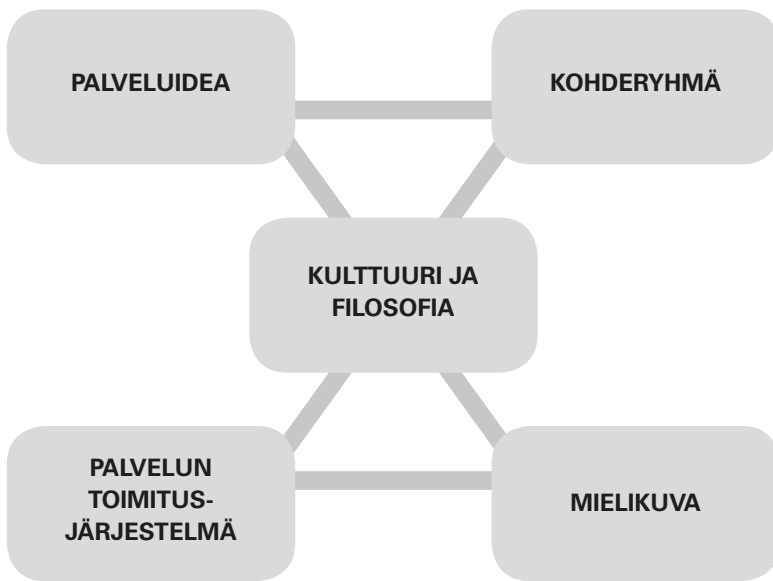 PALVELUIDEA
KOHDERYHMÄ
KULTTUURI JA
FILOSOFIA
PALVELUN
TOIMITUS-
JÄRJESTELMÄ
MIELIKUVA